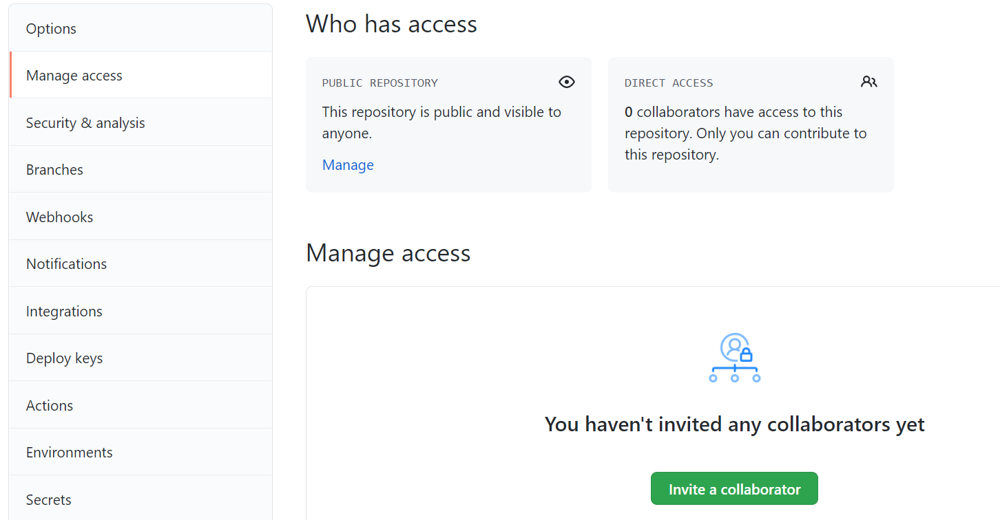 Options
Manage access
Security & analysis
Branches
Webhooks
Notifications
Integrations
Deploy keys
Actions
Environments
Secrets
Who has access
PUBLIC REPOSITORY
This repository is public and visible to
anyone.
Manage
DIRECT ACCESS
0 collaborators have access to this
repository. Only you can contribute to
this repository.
Manage access
You haven't invited any collaborators yet
Invite a collaborator